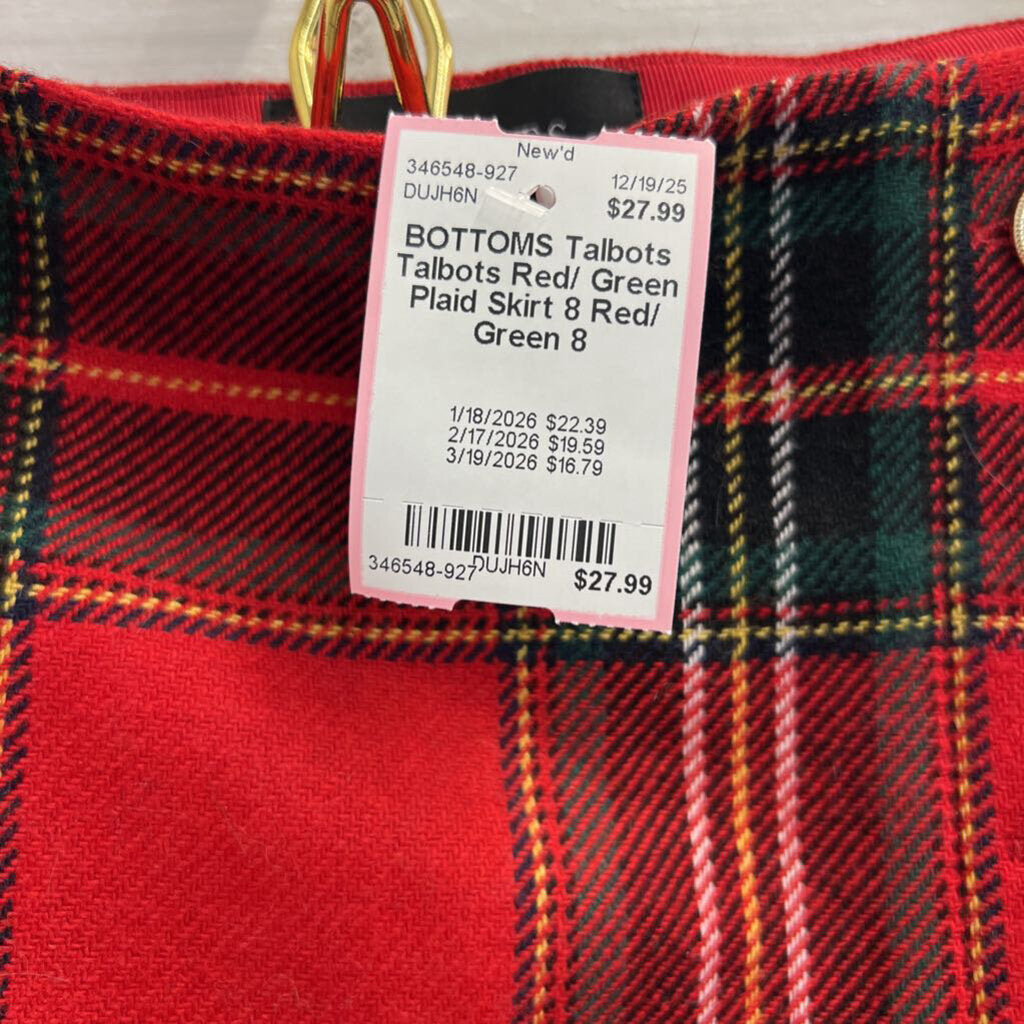 New'd
346548-927 12/19/25
DUJH6N $27.99
BOTTOMS Talbots
Talbots Red/ Green
Plaid Skirt 8 Red/
Green 8
1/18/2026 $22.39
2/17/2026 $19.59
3/19/2026 $16.79
346548-927 DUJH6N $27.99